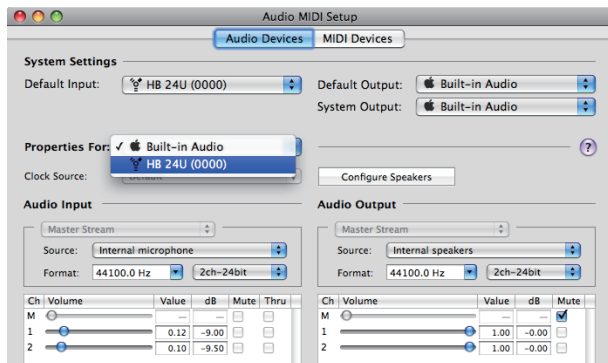 Audio MIDI Setup
Audio Devices MIDI Devices
System Settings
Default Input: HB 24U (0000) Default Output: Built-in Audio
System Output: Built-in Audio
Properties For: ✓ Built-in Audio ?
HB 24U (0000)
Clock Source: Configure Speakers
Audio Input Audio Output
Master Stream Master Stream
Source: Internal microphone Source: Internal speakers
Format: 44100.0 Hz 2ch-24bit Format: 44100.0 Hz 2ch-24bit
Ch Volume Value dB Mute Thru Ch Volume Value dB Mute
M — — M — —
1 0.12 -9.00 1 1.00 -0.00
2 0.10 -9.50 2 1.00 -0.00